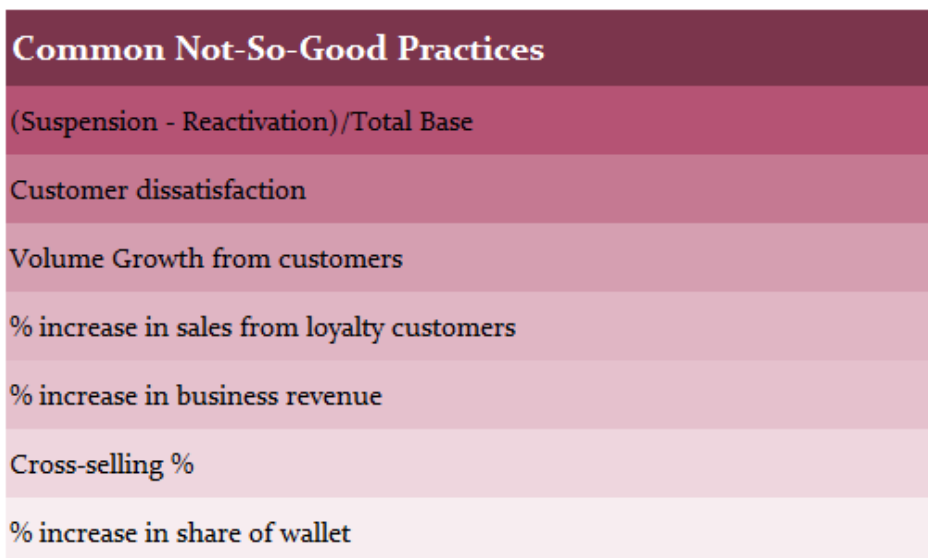 Common Not-So-Good Practices
(Suspension - Reactivation)/Total Base
Customer dissatisfaction
Volume Growth from customers
% increase in sales from loyalty customers
% increase in business revenue
Cross-selling %
% increase in share of wallet